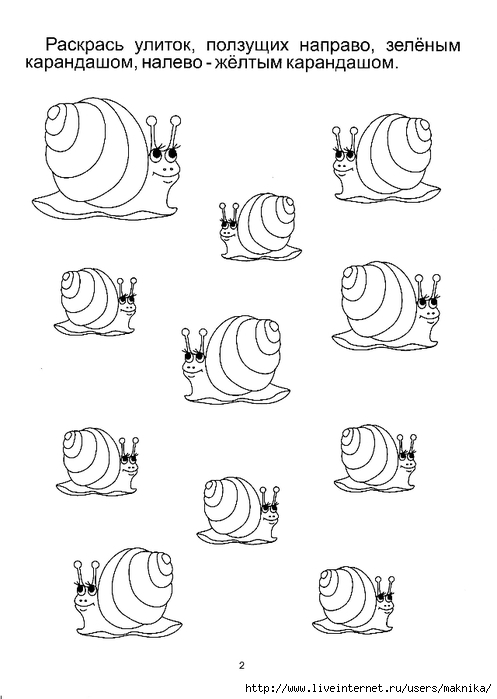 Раскрась улиток, ползущих направо, зелёным
карандашом, налево - жёлтым карандашом.
2
http://www.liveinternet.ru/users/maknika/